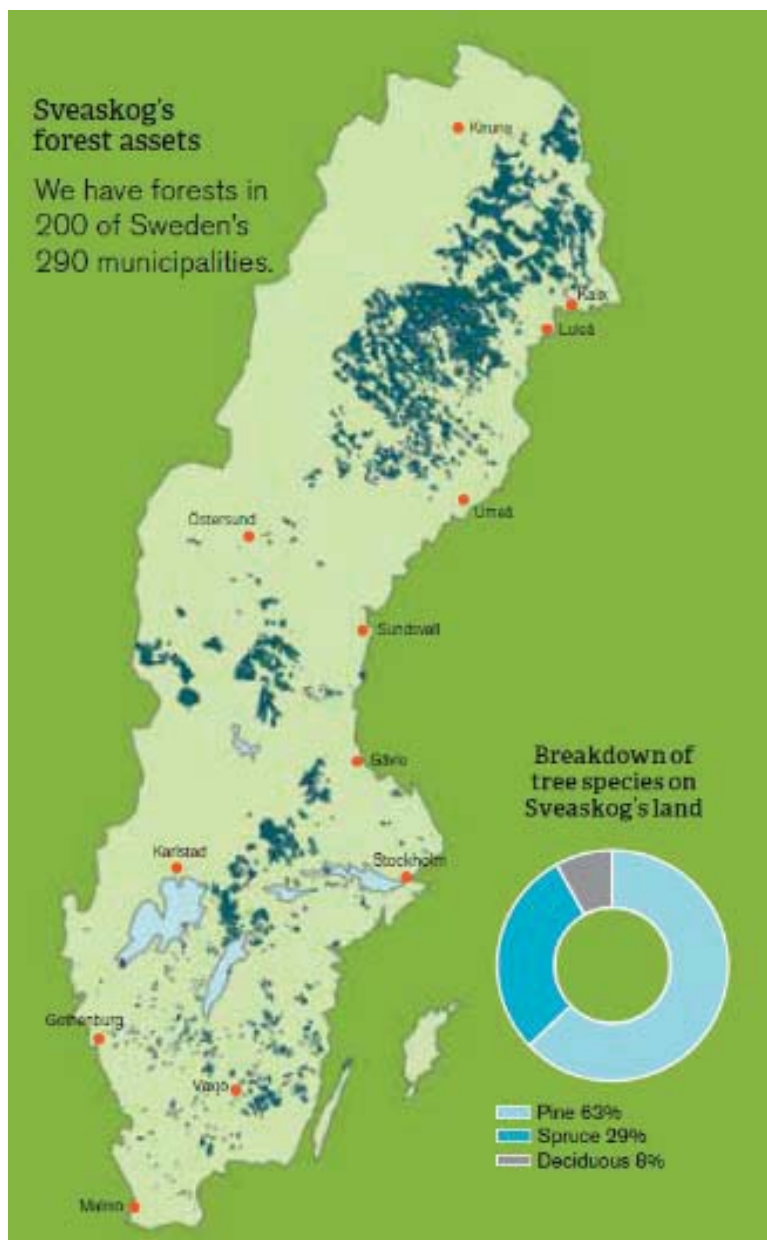 Sveaskog's
forest assets
We have forests in
200 of Sweden's
290 municipalities.
Kiruna
Kalix
Luleå
Umeå
Östersund
Sundsvall
Gävle
Breakdown of
tree species on
Sveaskog's land
Karlstad
Stockholm
Gothenburg
Växjö
Malmö
Pine 63%
Spruce 29%
Deciduous 8%